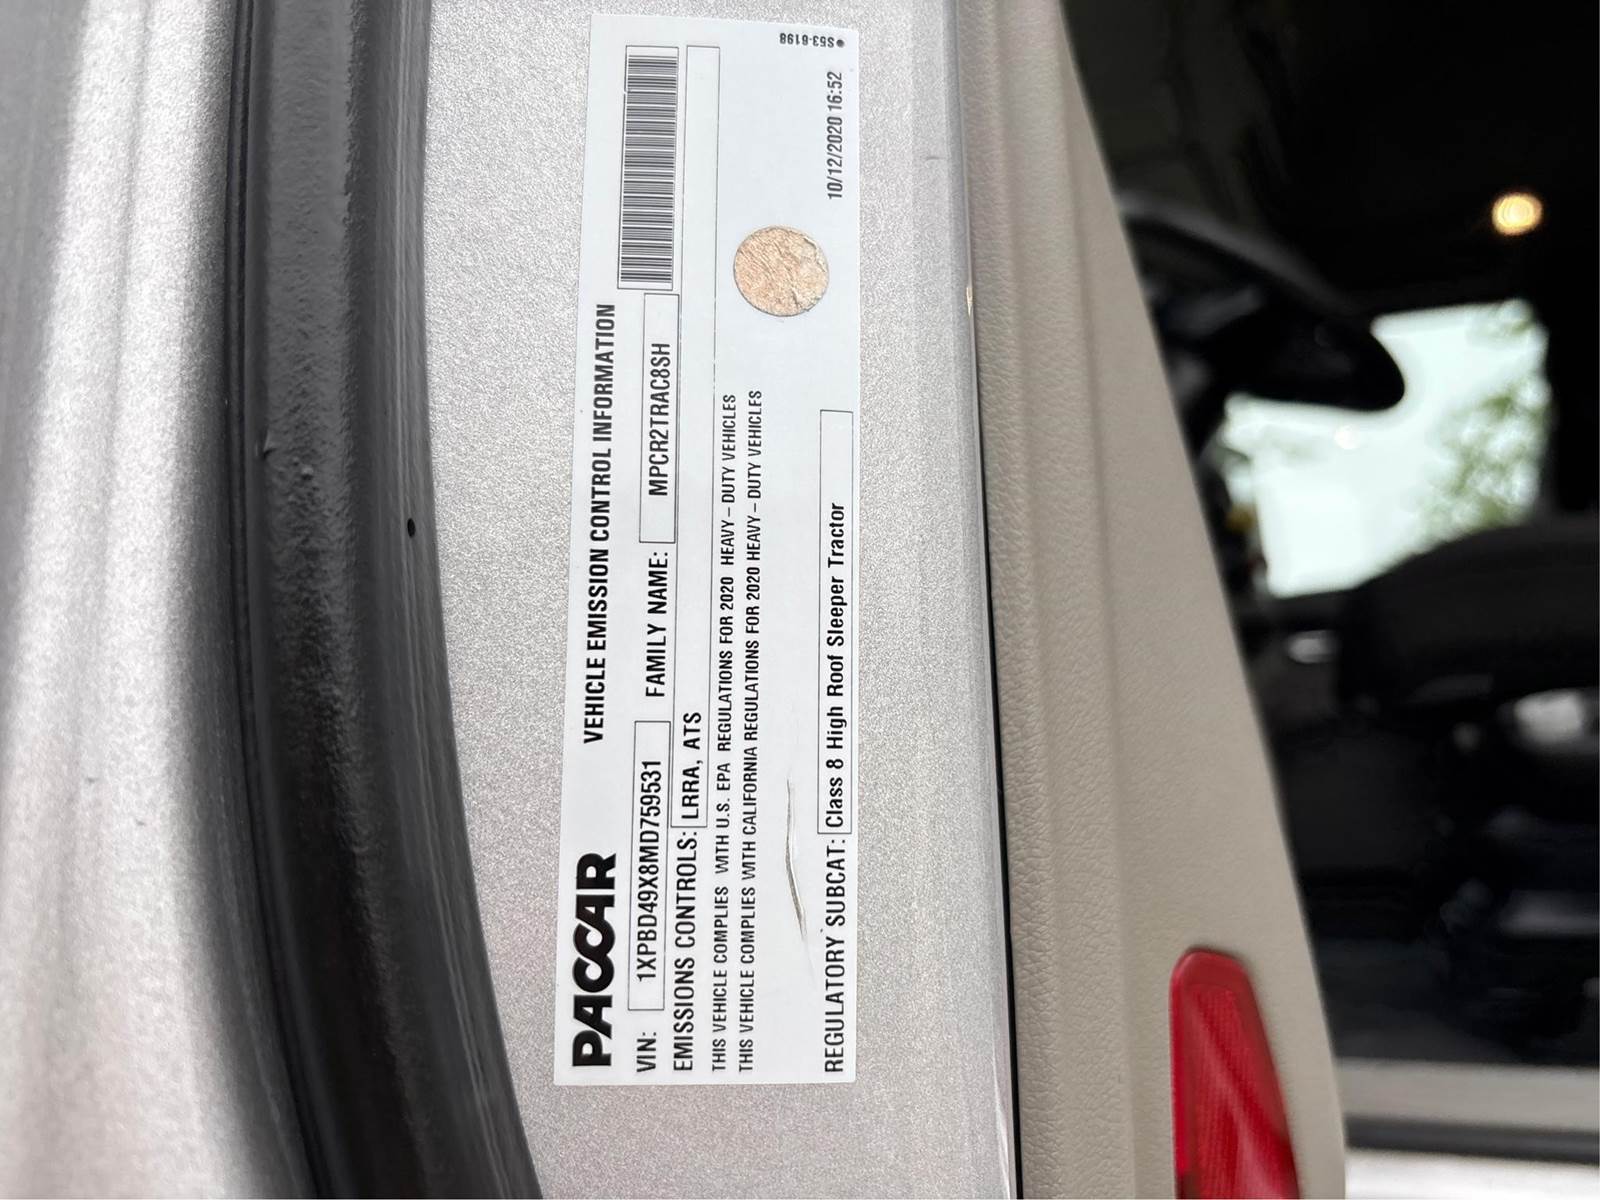 PACCAR
VEHICLE EMISSION CONTROL INFORMATION
VIN: 1XPBD49X8MD759531 FAMILY NAME: MPCR2TRAC8SH
EMISSIONS CONTROLS: LRRA, ATS
THIS VEHICLE COMPLIES WITH U.S. EPA REGULATIONS FOR 2020 HEAVY-DUTY VEHICLES
THIS VEHICLE COMPLIES WITH CALIFORNIA REGULATIONS FOR 2020 HEAVY-DUTY VEHICLES
REGULATORY SUBCAT: Class 8 High Roof Sleeper Tractor
10/12/2020 16:52
S53-6198